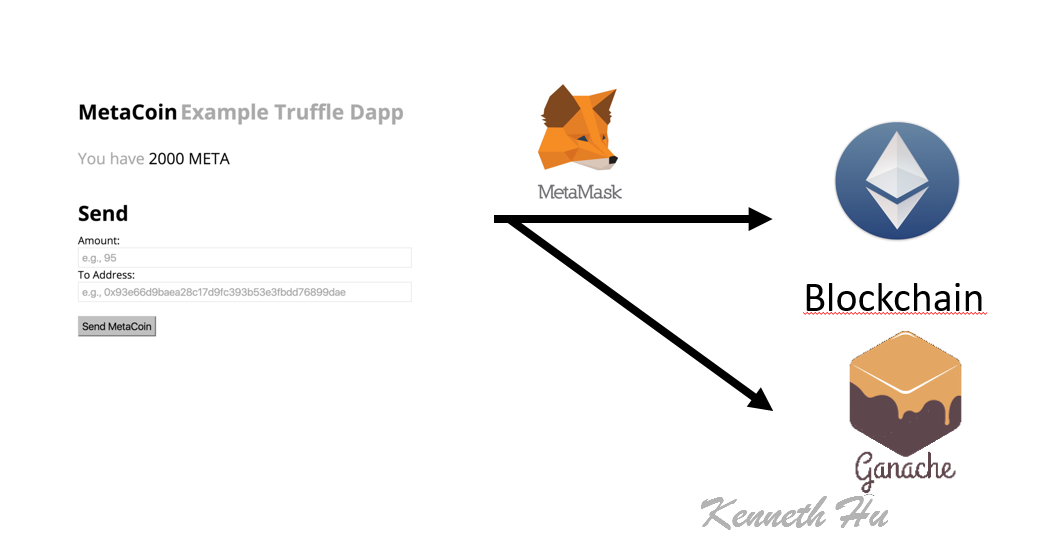 MetaCoin Example Truffle Dapp
You have 2000 META
Send
Amount:
e.g., 95
To Address:
e.g., 0x93e66d9baea28c17d9fc393b53e3fbdd76899dae
Send MetaCoin
MetaMask
Blockchain
Ganache
Kenneth Hu